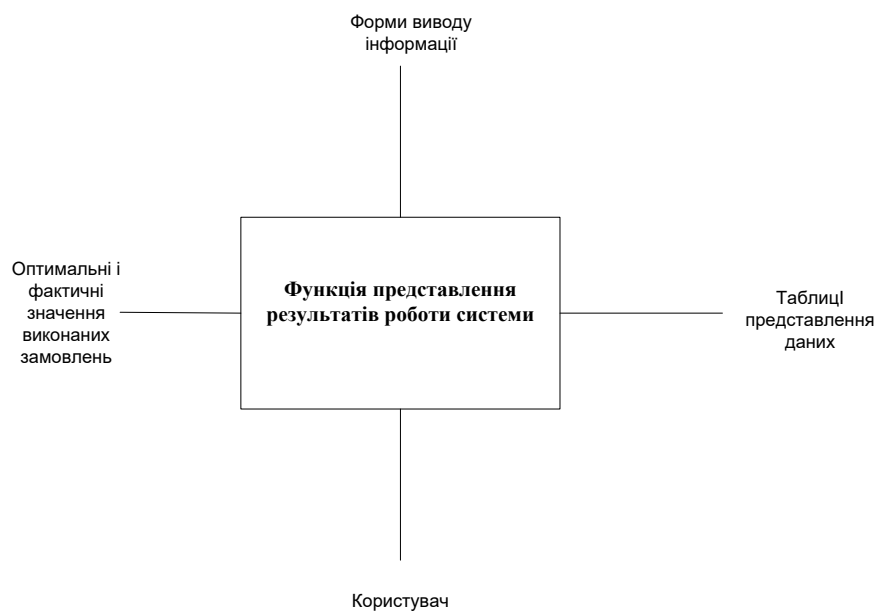 Форми виводу
інформації
Оптимальні і
фактичні
значення
виконаних
замовлень
Функція представлення
результатів роботи системи
ТаблицІ
представлення
даних
Користувач